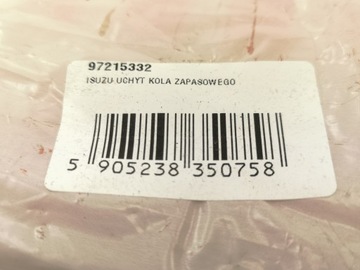 97215332
ISUZU UCHYT KOLA ZAPASOWEGO
5 905238 350758